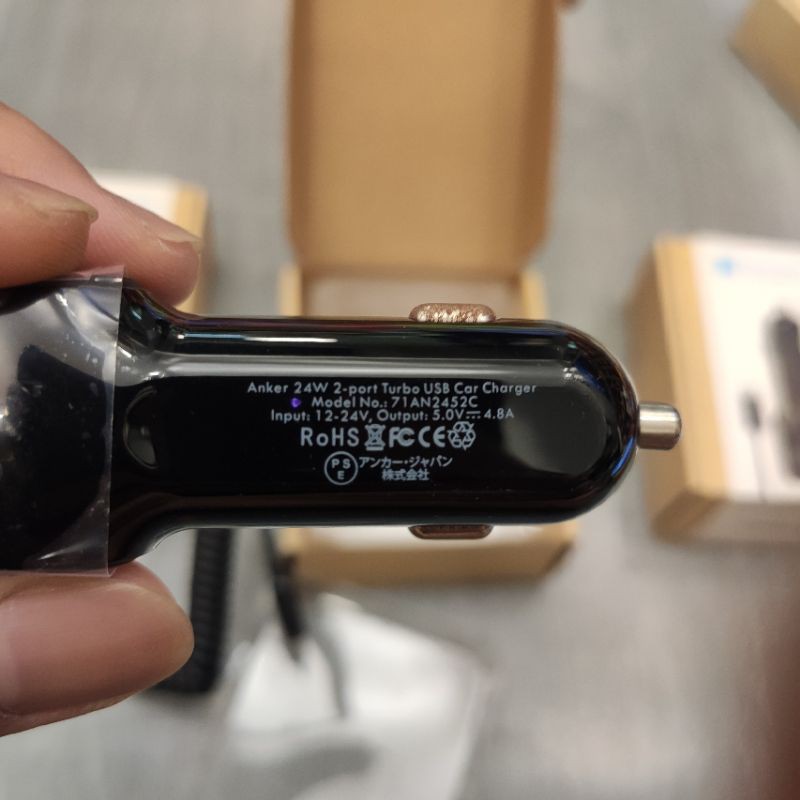 Anker 24W 2-port Turbo USB Car Charger
Model No.: 71AN2452C
Input: 12-24V, Output: 5.0V⎓4.8A
RoHS FC CE
PS
E
アンカー・ジャパン
株式会社